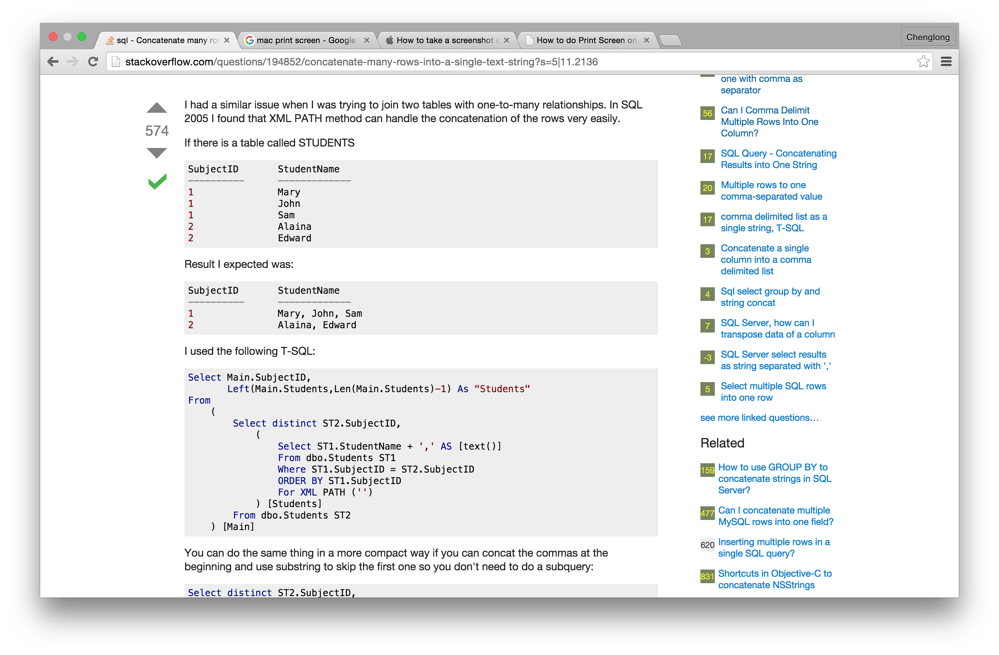 sql - Concatenate many ro
mac print screen - Google
How to take a screenshot
How to do Print Screen on
Chenglong
stackoverflow.com/questions/194852/concatenate-many-rows-into-a-single-text-string?s=5|11.2136
574
I had a similar issue when I was trying to join two tables with one-to-many relationships. In SQL
2005 I found that XML PATH method can handle the concatenation of the rows very easily.
If there is a table called STUDENTS
SubjectID       StudentName
----------      -------------
1               Mary
1               John
1               Sam
2               Alaina
2               Edward
Result I expected was:
SubjectID       StudentName
----------      -------------
1               Mary, John, Sam
2               Alaina, Edward
I used the following T-SQL:
Select Main.SubjectID,
       Left(Main.Students,Len(Main.Students)-1) As "Students"
From
    (
        Select distinct ST2.SubjectID,
            (
                Select ST1.StudentName + ',' AS [text()]
                From dbo.Students ST1
                Where ST1.SubjectID = ST2.SubjectID
                ORDER BY ST1.SubjectID
                For XML PATH ('')
            ) [Students]
        From dbo.Students ST2
    ) [Main]
You can do the same thing in a more compact way if you can concat the commas at the
beginning and use substring to skip the first one so you don't need to do a subquery:
Select distinct ST2.SubjectID,
one with comma as
separator
56 Can I Comma Delimit
Multiple Rows Into One
Column?
17 SQL Query - Concatenating
Results into One String
20 Multiple rows to one
comma-separated value
17 comma delimited list as a
single string, T-SQL
3 Concatenate a single
column into a comma
delimited list
4 Sql select group by and
string concat
7 SQL Server, how can I
transpose data of a column
-3 SQL Server select results
as string separated with ','
5 Select multiple SQL rows
into one row
see more linked questions…
Related
159 How to use GROUP BY to
concatenate strings in SQL
Server?
477 Can I concatenate multiple
MySQL rows into one field?
620 Inserting multiple rows in a
single SQL query?
831 Shortcuts in Objective-C to
concatenate NSStrings